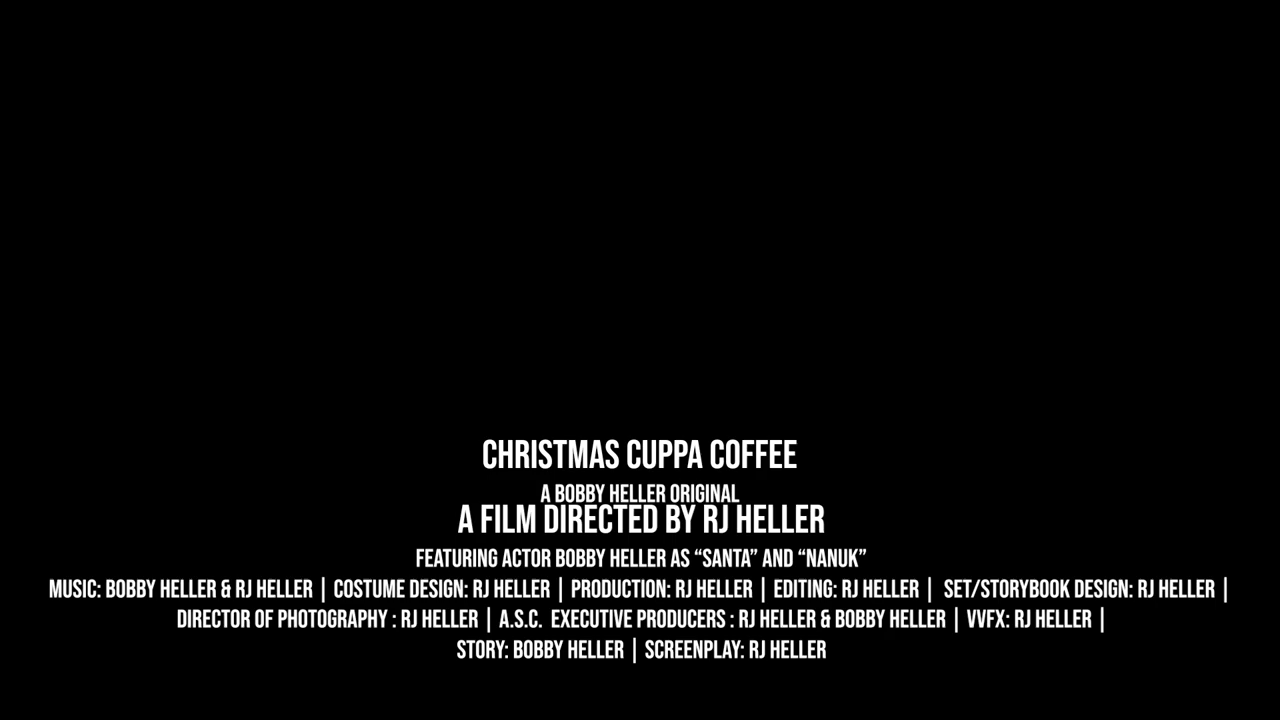 CHRISTMAS CUPPA COFFEE
A BOBBY HELLER ORIGINAL
A FILM DIRECTED BY RJ HELLER
FEATURING ACTOR BOBBY HELLER AS “SANTA” AND “NANUK”
MUSIC: BOBBY HELLER & RJ HELLER | COSTUME DESIGN: RJ HELLER | PRODUCTION: RJ HELLER | EDITING: RJ HELLER | SET/STORYBOOK DESIGN: RJ HELLER |
DIRECTOR OF PHOTOGRAPHY : RJ HELLER | A.S.C. EXECUTIVE PRODUCERS : RJ HELLER & BOBBY HELLER | VVFX: RJ HELLER |
STORY: BOBBY HELLER | SCREENPLAY: RJ HELLER